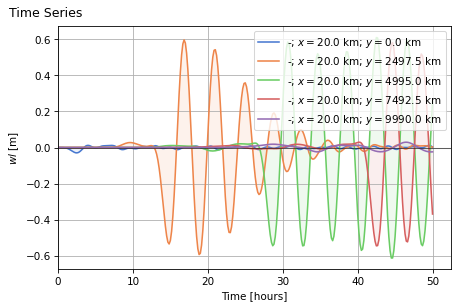 Time Series
-; x = 20.0 km; y = 0.0 km
-; x = 20.0 km; y = 2497.5 km
-; x = 20.0 km; y = 4995.0 km
-; x = 20.0 km; y = 7492.5 km
-; x = 20.0 km; y = 9990.0 km
0.6
0.4
0.2
0.0
−0.2
−0.4
−0.6
wl [m]
0 10 20 30 40 50
Time [hours]